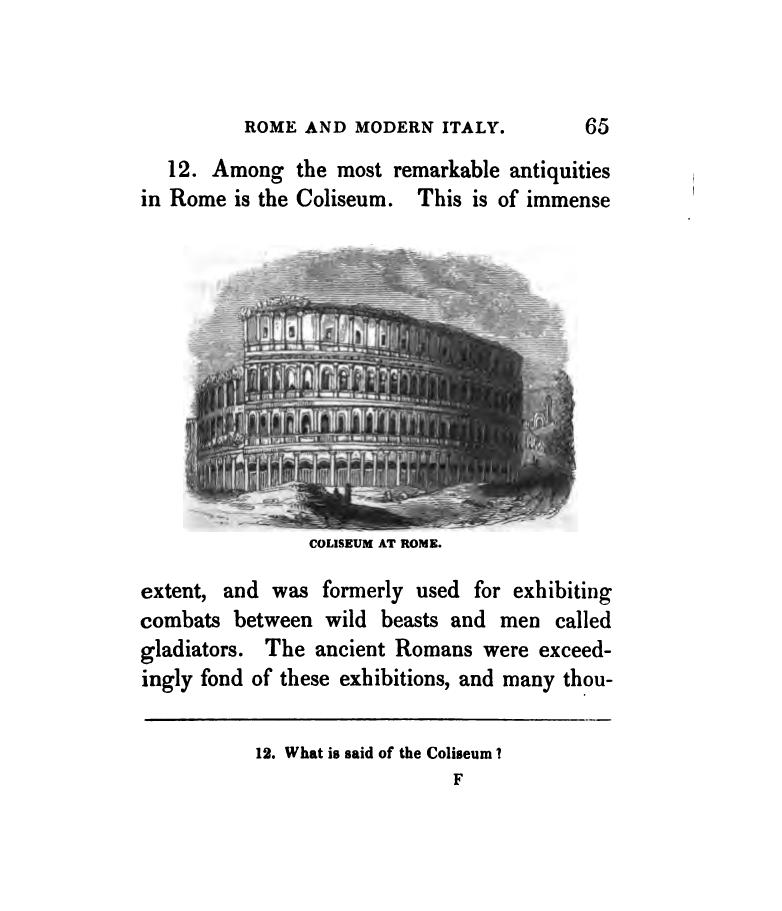 ROME AND MODERN ITALY. 65
12. Among the most remarkable antiquities
in Rome is the Coliseum. This is of immense
COLISEUM AT ROME.
extent, and was formerly used for exhibiting
combats between wild beasts and men called
gladiators. The ancient Romans were exceed-
ingly fond of these exhibitions, and many thou-
12. What is said of the Coliseum?
F